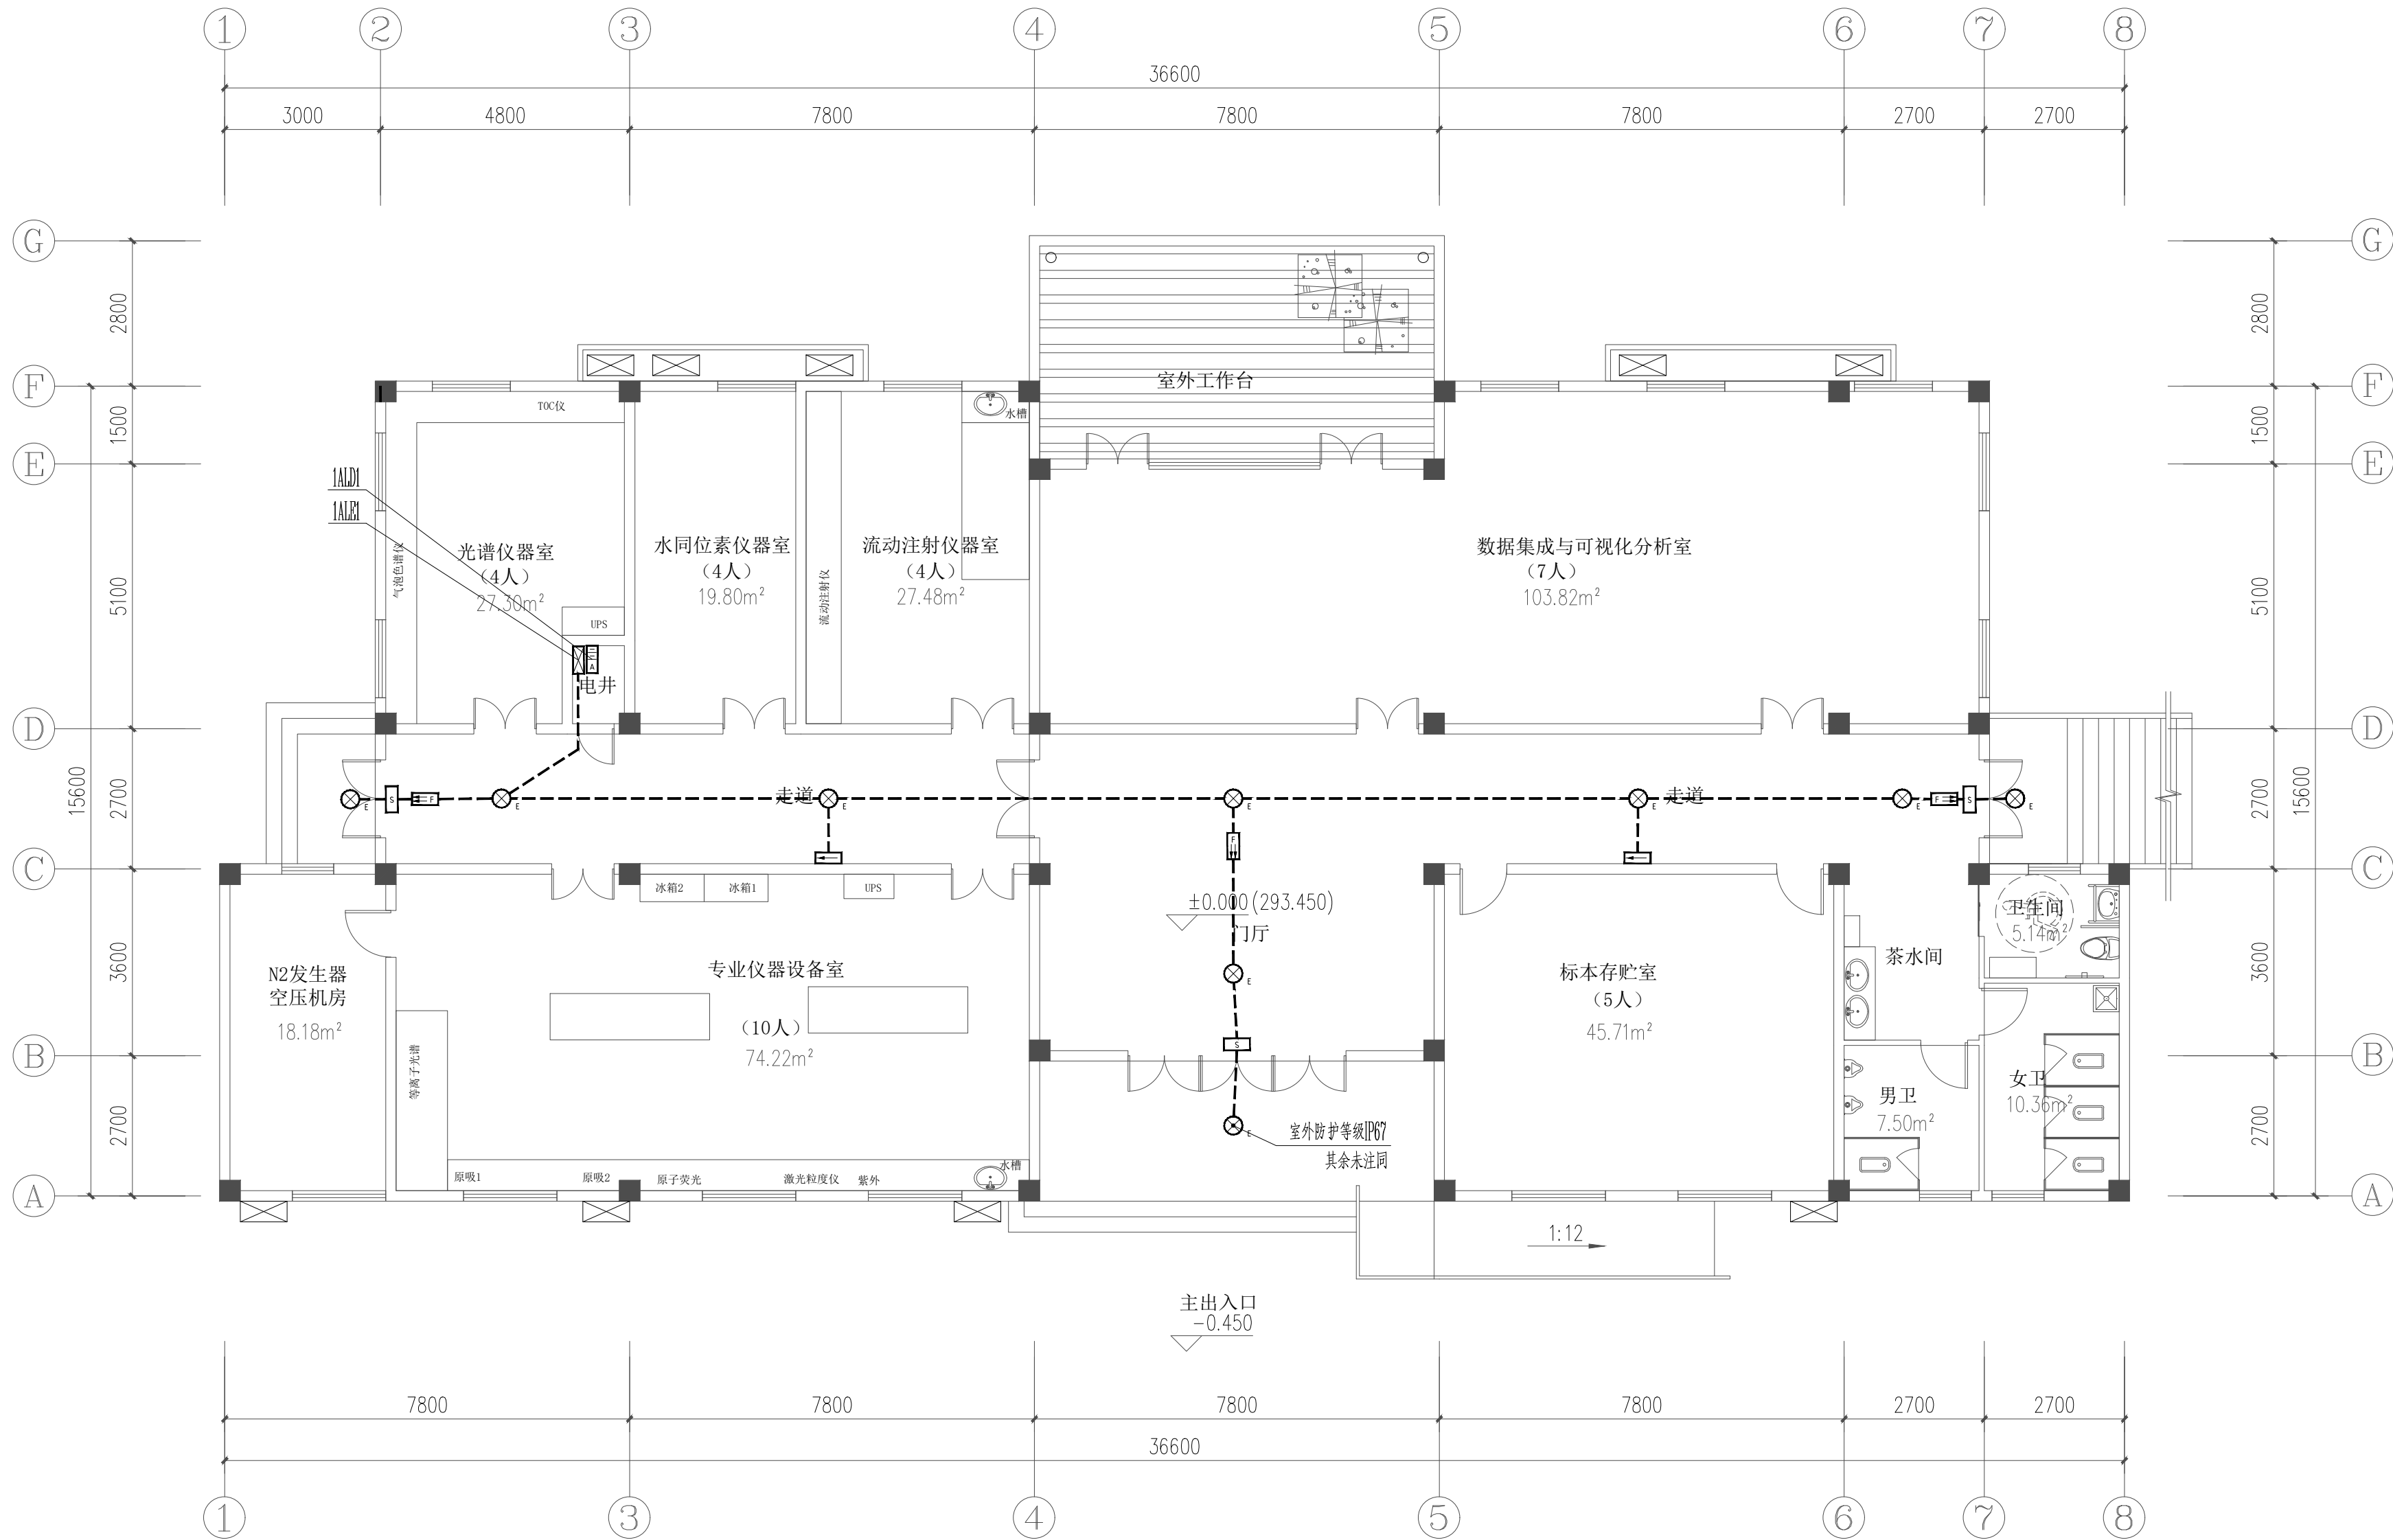 1 2 3 4 5 6 7 8
36600
3000 4800 7800 7800 7800 2700 2700
G G
2800 2800
F F
室外工作台
TOC仪
水槽
1500 1500
E E
1ALD1
1ALE1
气泡色谱仪
光谱仪器室
(4人)
27.30m²
水同位素仪器室
(4人)
19.80m²
流动注射仪
流动注射仪器室
(4人)
27.48m²
数据集成与可视化分析室
(7人)
103.82m²
5100 5100
UPS
A
电井
D D
15600 2700 2700 15600
E S F E 走道 E E E 走道 E F S E
F
C C
冰箱2 冰箱1 UPS
±0.000(293.450)
门厅
卫生间
5.14m²
3600 3600
N2发生器
空压机房
18.18m²
专业仪器设备室
(10人)
74.22m²
E
标本存贮室
(5人)
45.71m²
茶水间
S
B B
等离子光谱
男卫
7.50m²
女卫
10.36m²
2700 2700
E
室外防护等级IP67
其余未注同
原吸1 原吸2 原子荧光 激光粒度仪 紫外 水槽
A A
1:12
主出入口
-0.450
7800 7800 7800 7800 2700 2700
36600
1 3 4 5 6 7 8